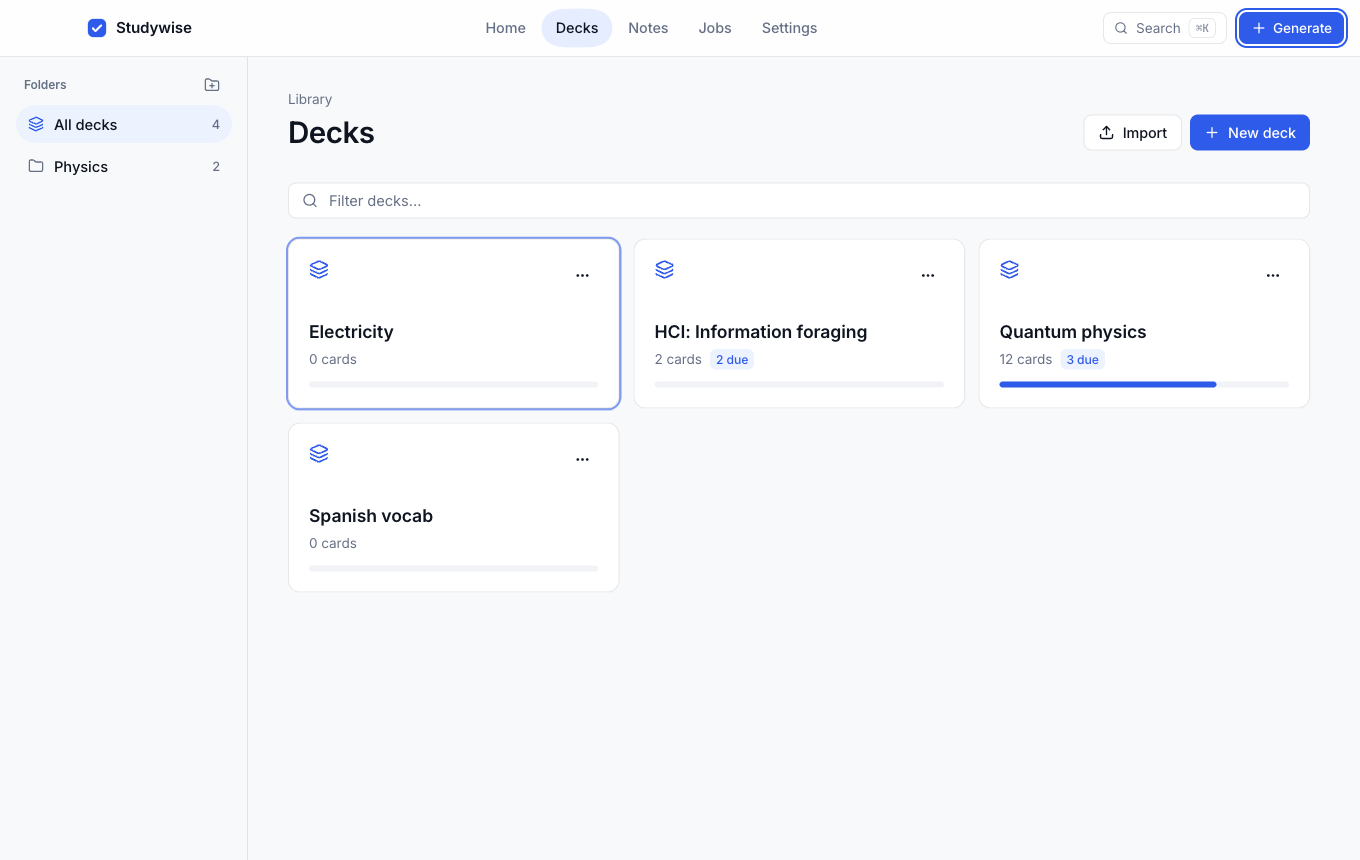 Studywise
Home
Decks
Notes
Jobs
Settings
Search ⌘K
Generate
Folders
All decks 4
Physics 2
Library
Decks
Import
New deck
Filter decks...
Electricity
0 cards
HCI: Information foraging
2 cards 2 due
Quantum physics
12 cards 3 due
Spanish vocab
0 cards